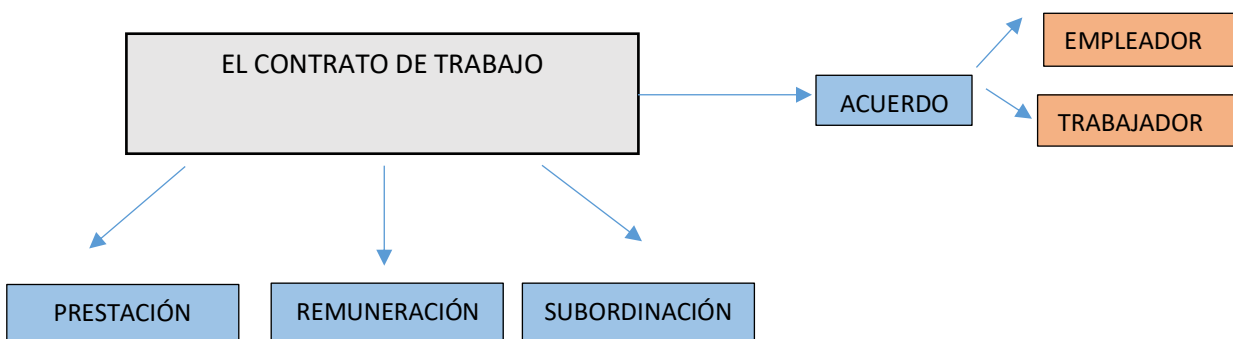 EL CONTRATO DE TRABAJO
EMPLEADOR
ACUERDO
TRABAJADOR
PRESTACIÓN
REMUNERACIÓN
SUBORDINACIÓN